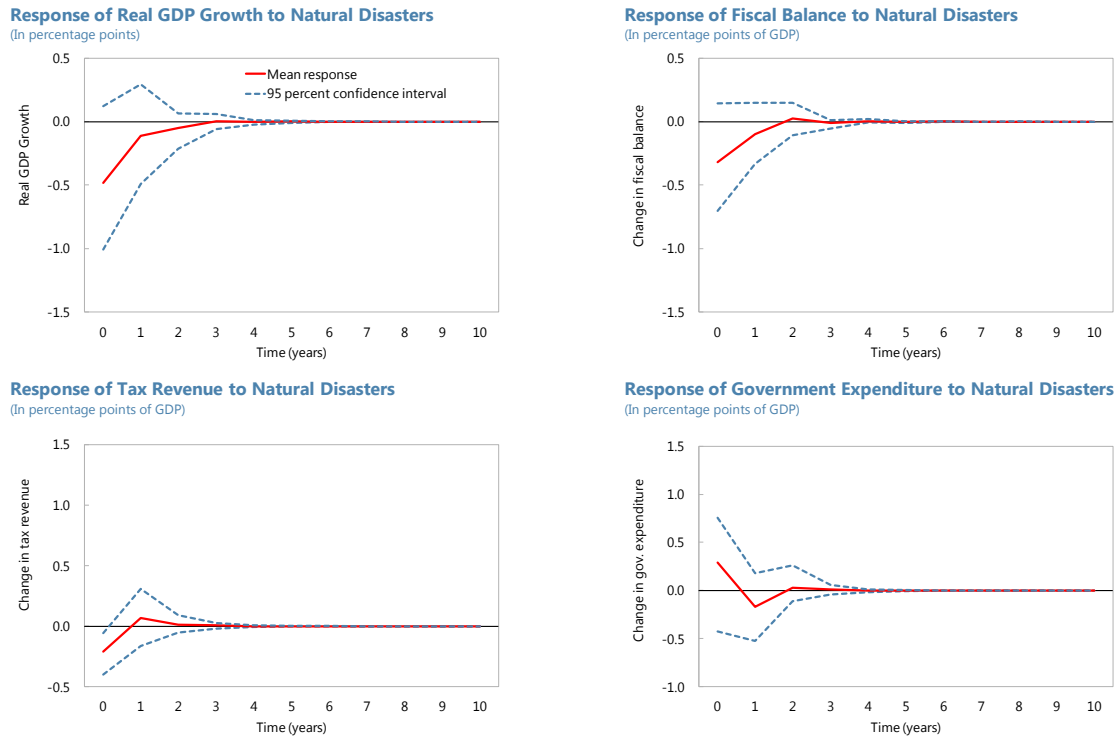 Response of Real GDP Growth to Natural Disasters
(In percentage points)
0.5
0.0
-0.5
-1.0
-1.5
Real GDP Growth
Mean response
95 percent confidence interval
0 1 2 3 4 5 6 7 8 9 10
Time (years)
Response of Fiscal Balance to Natural Disasters
(In percentage points of GDP)
0.5
0.0
-0.5
-1.0
-1.5
Change in fiscal balance
0 1 2 3 4 5 6 7 8 9 10
Time (years)
Response of Tax Revenue to Natural Disasters
(In percentage points of GDP)
1.5
1.0
0.5
0.0
-0.5
Change in tax revenue
0 1 2 3 4 5 6 7 8 9 10
Time (years)
Response of Government Expenditure to Natural Disasters
(In percentage points of GDP)
1.5
1.0
0.5
0.0
-0.5
-1.0
Change in gov. expenditure
0 1 2 3 4 5 6 7 8 9 10
Time (years)